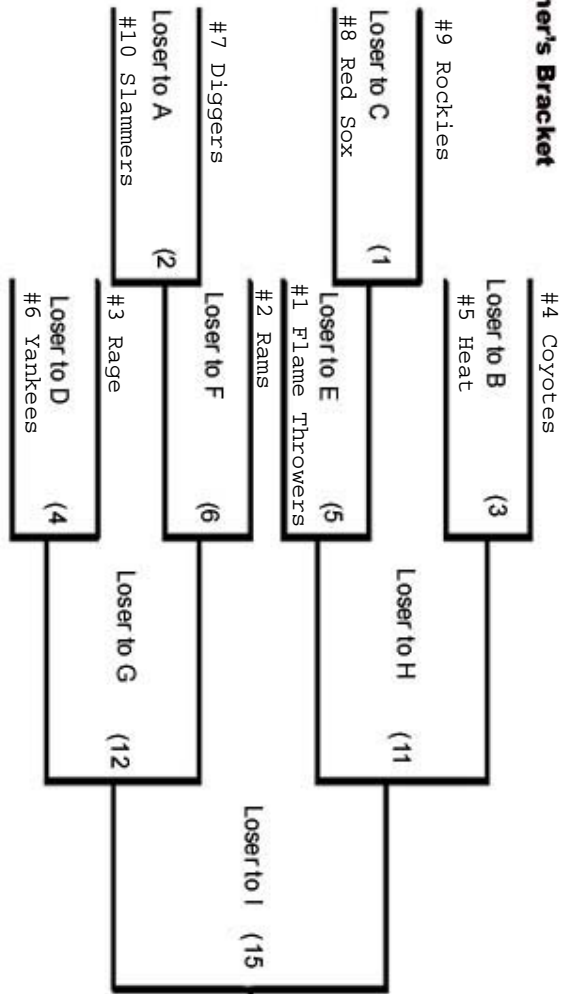 ner's Bracket
#4 Coyotes
Loser to B
#5 Heat
(3
#9 Rockies
Loser to C
#8 Red Sox
(1
Loser to E
#1 Flame Throwers
(5
Loser to H
(11
#2 Rams
Loser to F
(6
#7 Diggers
Loser to A
#10 Slammers
(2
#3 Rage
Loser to D
#6 Yankees
(4
Loser to G
(12
Loser to I
(15